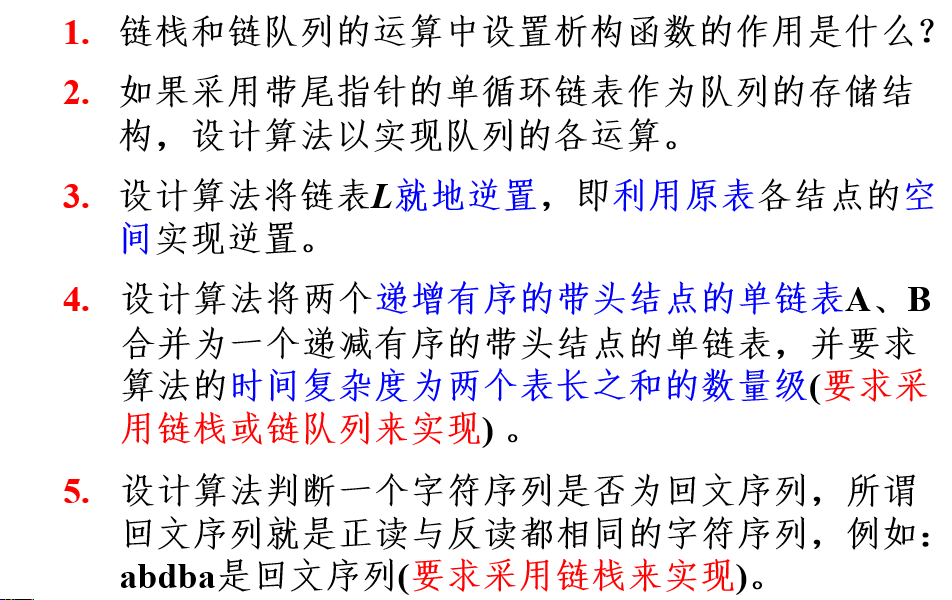 1. 链栈和链队列的运算中设置析构函数的作用是什么？
2. 如果采用带尾指针的单循环链表作为队列的存储结
构，设计算法以实现队列的各运算。
3. 设计算法将链表L就地逆置，即利用原表各结点的空
间实现逆置。
4. 设计算法将两个递增有序的带头结点的单链表A、B
合并为一个递减有序的带头结点的单链表，并要求
算法的时间复杂度为两个表长之和的数量级(要求采
用链栈或链队列来实现) 。
5. 设计算法判断一个字符序列是否为回文序列，所谓
回文序列就是正读与反读都相同的字符序列，例如：
abdba是回文序列(要求采用链栈来实现)。